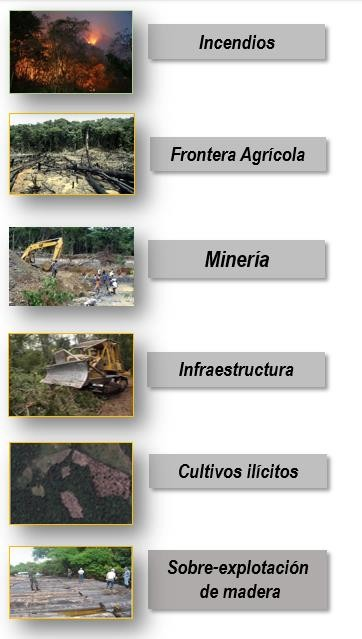 Incendios
Frontera Agrícola
Minería
Infraestructura
Cultivos ilícitos
Sobre-explotación
de madera